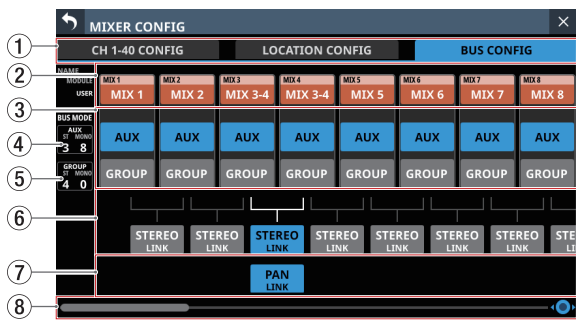 MIXER CONFIG
1 CH 1-40 CONFIG LOCATION CONFIG BUS CONFIG
2 NAME
MODULE MIX 1 MIX 2 MIX 3 MIX 4 MIX 5 MIX 6 MIX 7 MIX 8
USER MIX 1 MIX 2 MIX 3-4 MIX 3-4 MIX 5 MIX 6 MIX 7 MIX 8
3
BUS MODE
4 AUX AUX AUX AUX AUX AUX AUX AUX AUX
ST MONO
3 8
5 GROUP GROUP GROUP GROUP GROUP GROUP GROUP GROUP GROUP
ST MONO
4 0
6 STEREO STEREO STEREO STEREO STEREO STEREO STEREO STE
LINK LINK LINK LINK LINK LINK LINK LI
7 PAN
LINK
8